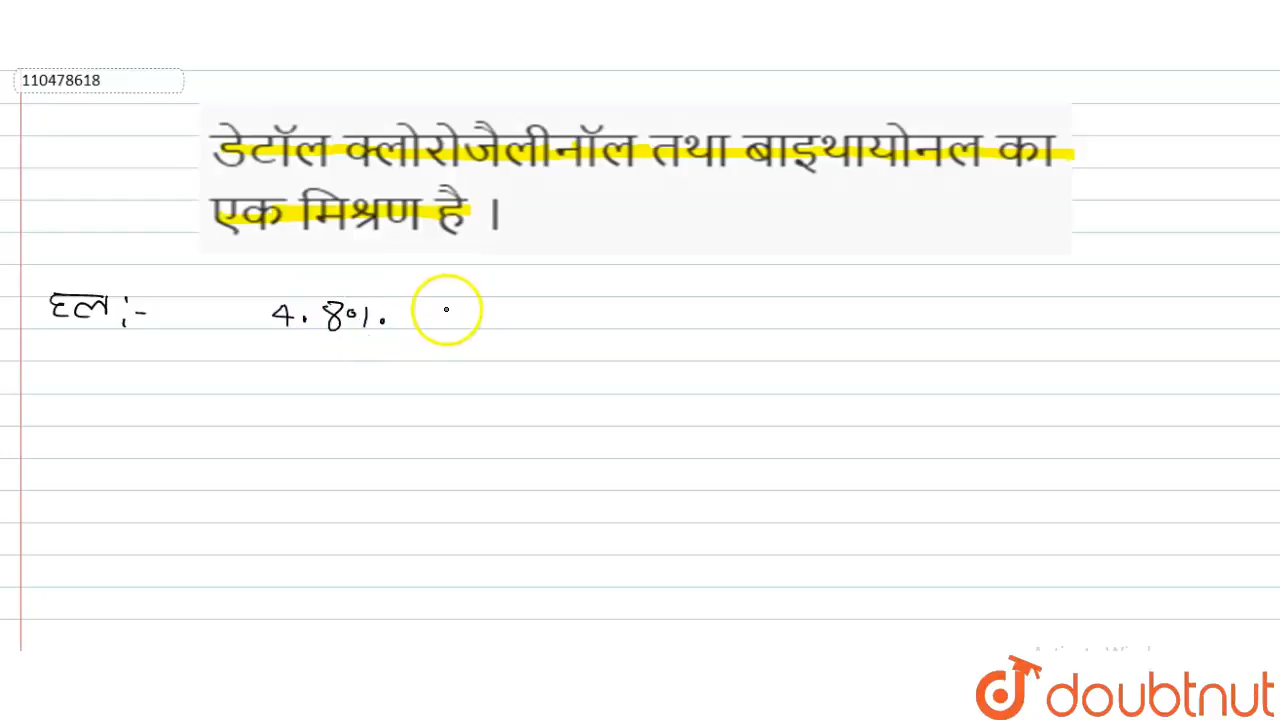 110478618
डेटॉल क्लोरोजैलीनॉल तथा बाइथायोनल का
एक मिश्रण है ।
हल :- 4.8%.
doubtnut